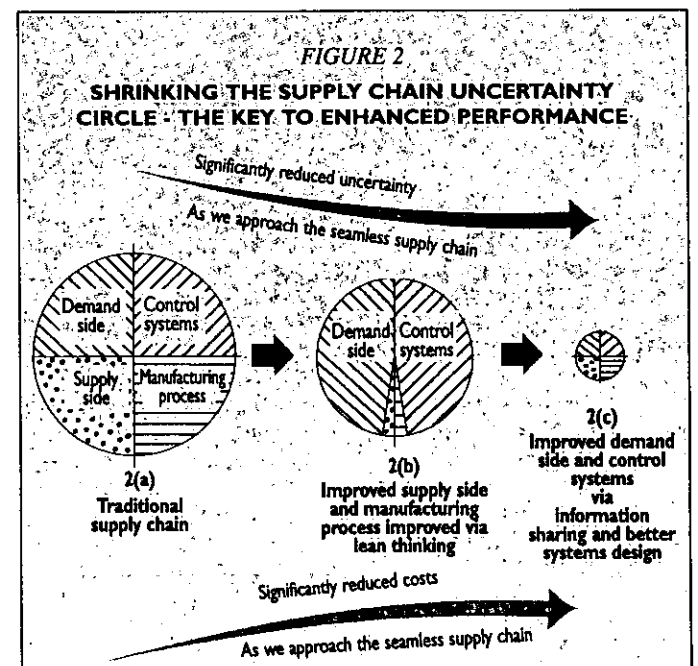 FIGURE 2
SHRINKING THE SUPPLY CHAIN UNCERTAINTY
CIRCLE - THE KEY TO ENHANCED PERFORMANCE
Significantly reduced uncertainty
As we approach the seamless supply chain
Demand
side
Control
systems
Supply
side
Manufacturing
process
2(a)
Traditional
supply chain
Demand
side
Control
systems
2(b)
Improved supply side
and manufacturing
process improved via
lean thinking
2(c)
Improved demand
side and control
systems
via
information
sharing and better
systems design
Significantly reduced costs
As we approach the seamless supply chain